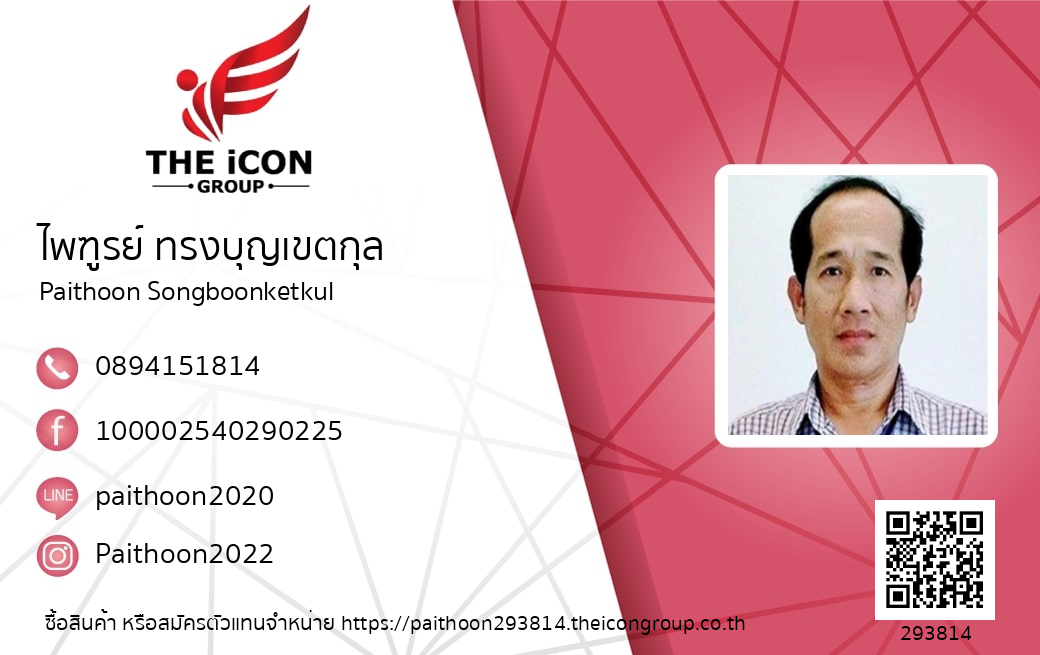 THE iCON
GROUP
ไพฑูรย์ ทรงบุญเขตกุล
Paithoon Songboonketkul
0894151814
f 100002540290225
LINE paithoon2020
Paithoon2022
ซื้อสินค้า หรือสมัครตัวแทนจำหน่าย https://paithoon293814.theicongroup.co.th
293814